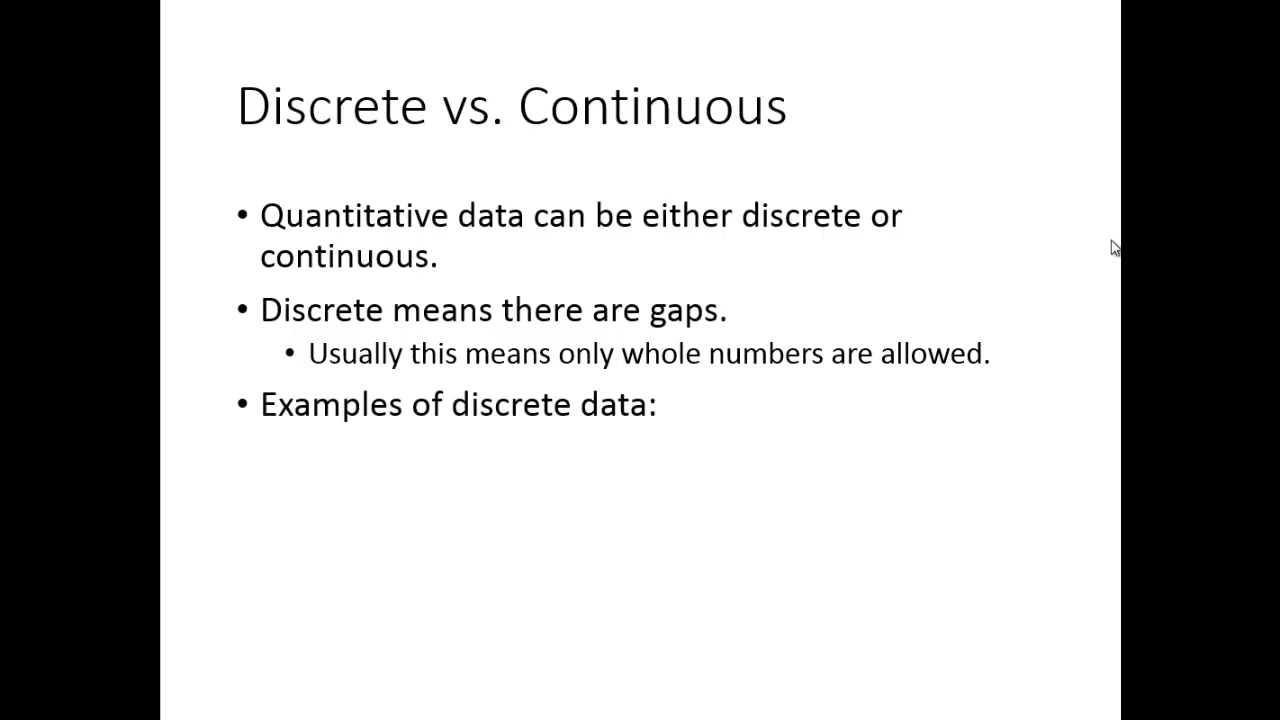 Discrete vs. Continuous
• Quantitative data can be either discrete or
continuous.
• Discrete means there are gaps.
• Usually this means only whole numbers are allowed.
• Examples of discrete data: